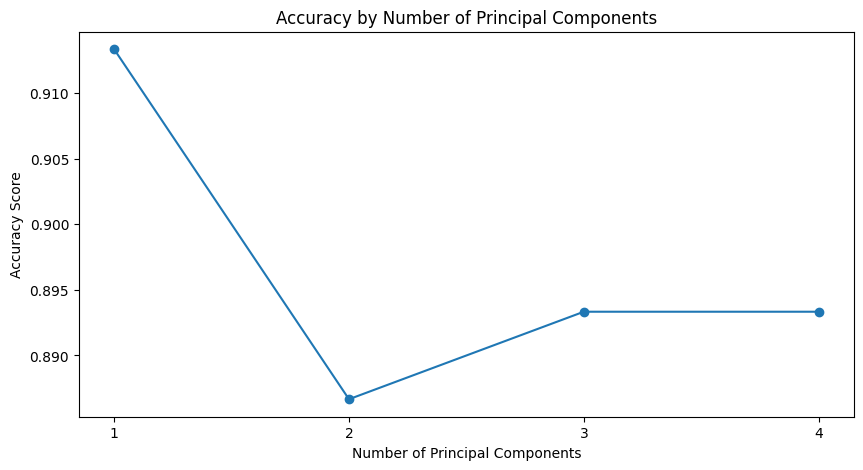 Accuracy by Number of Principal Components
0.910
0.905
0.900
0.895
0.890
Accuracy Score
1 2 3 4
Number of Principal Components